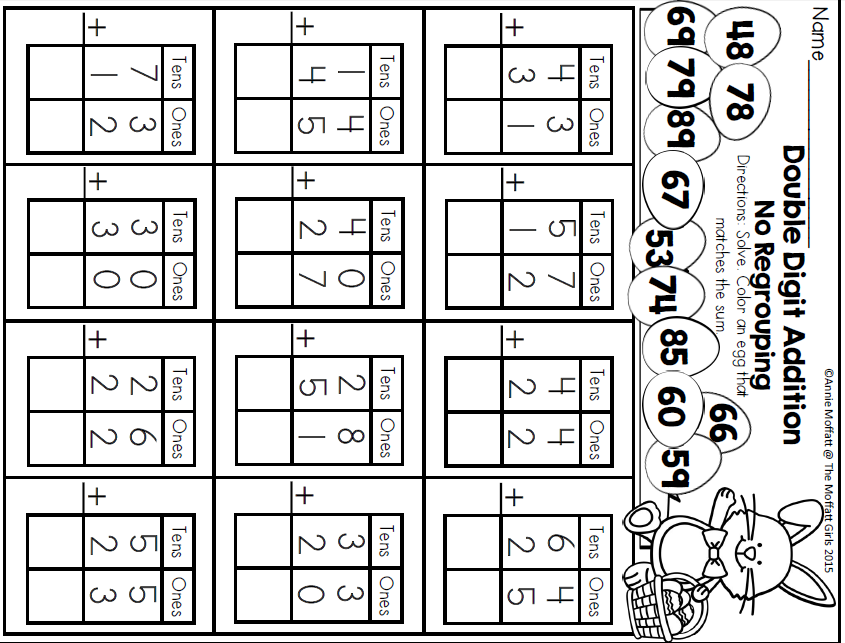 ©Annie Moffatt @ The Moffatt Girls 2015
Name
Double Digit Addition
No Regrouping
Directions: Solve. Color an egg that
matches the sum.
48 78 66
69 79 89 67 53 74 85 60 59
Tens Ones Tens Ones Tens Ones Tens Ones
4 3 5 7 4 4 6 4
+ 3 1 + 1 2 + 2 2 + 2 5
Tens Ones Tens Ones Tens Ones Tens Ones
1 4 4 0 2 8 3 3
+ 4 5 + 2 7 + 5 1 + 2 0
Tens Ones Tens Ones Tens Ones Tens Ones
7 3 3 0 2 6 5 5
+ 1 2 + 3 0 + 2 2 + 2 3